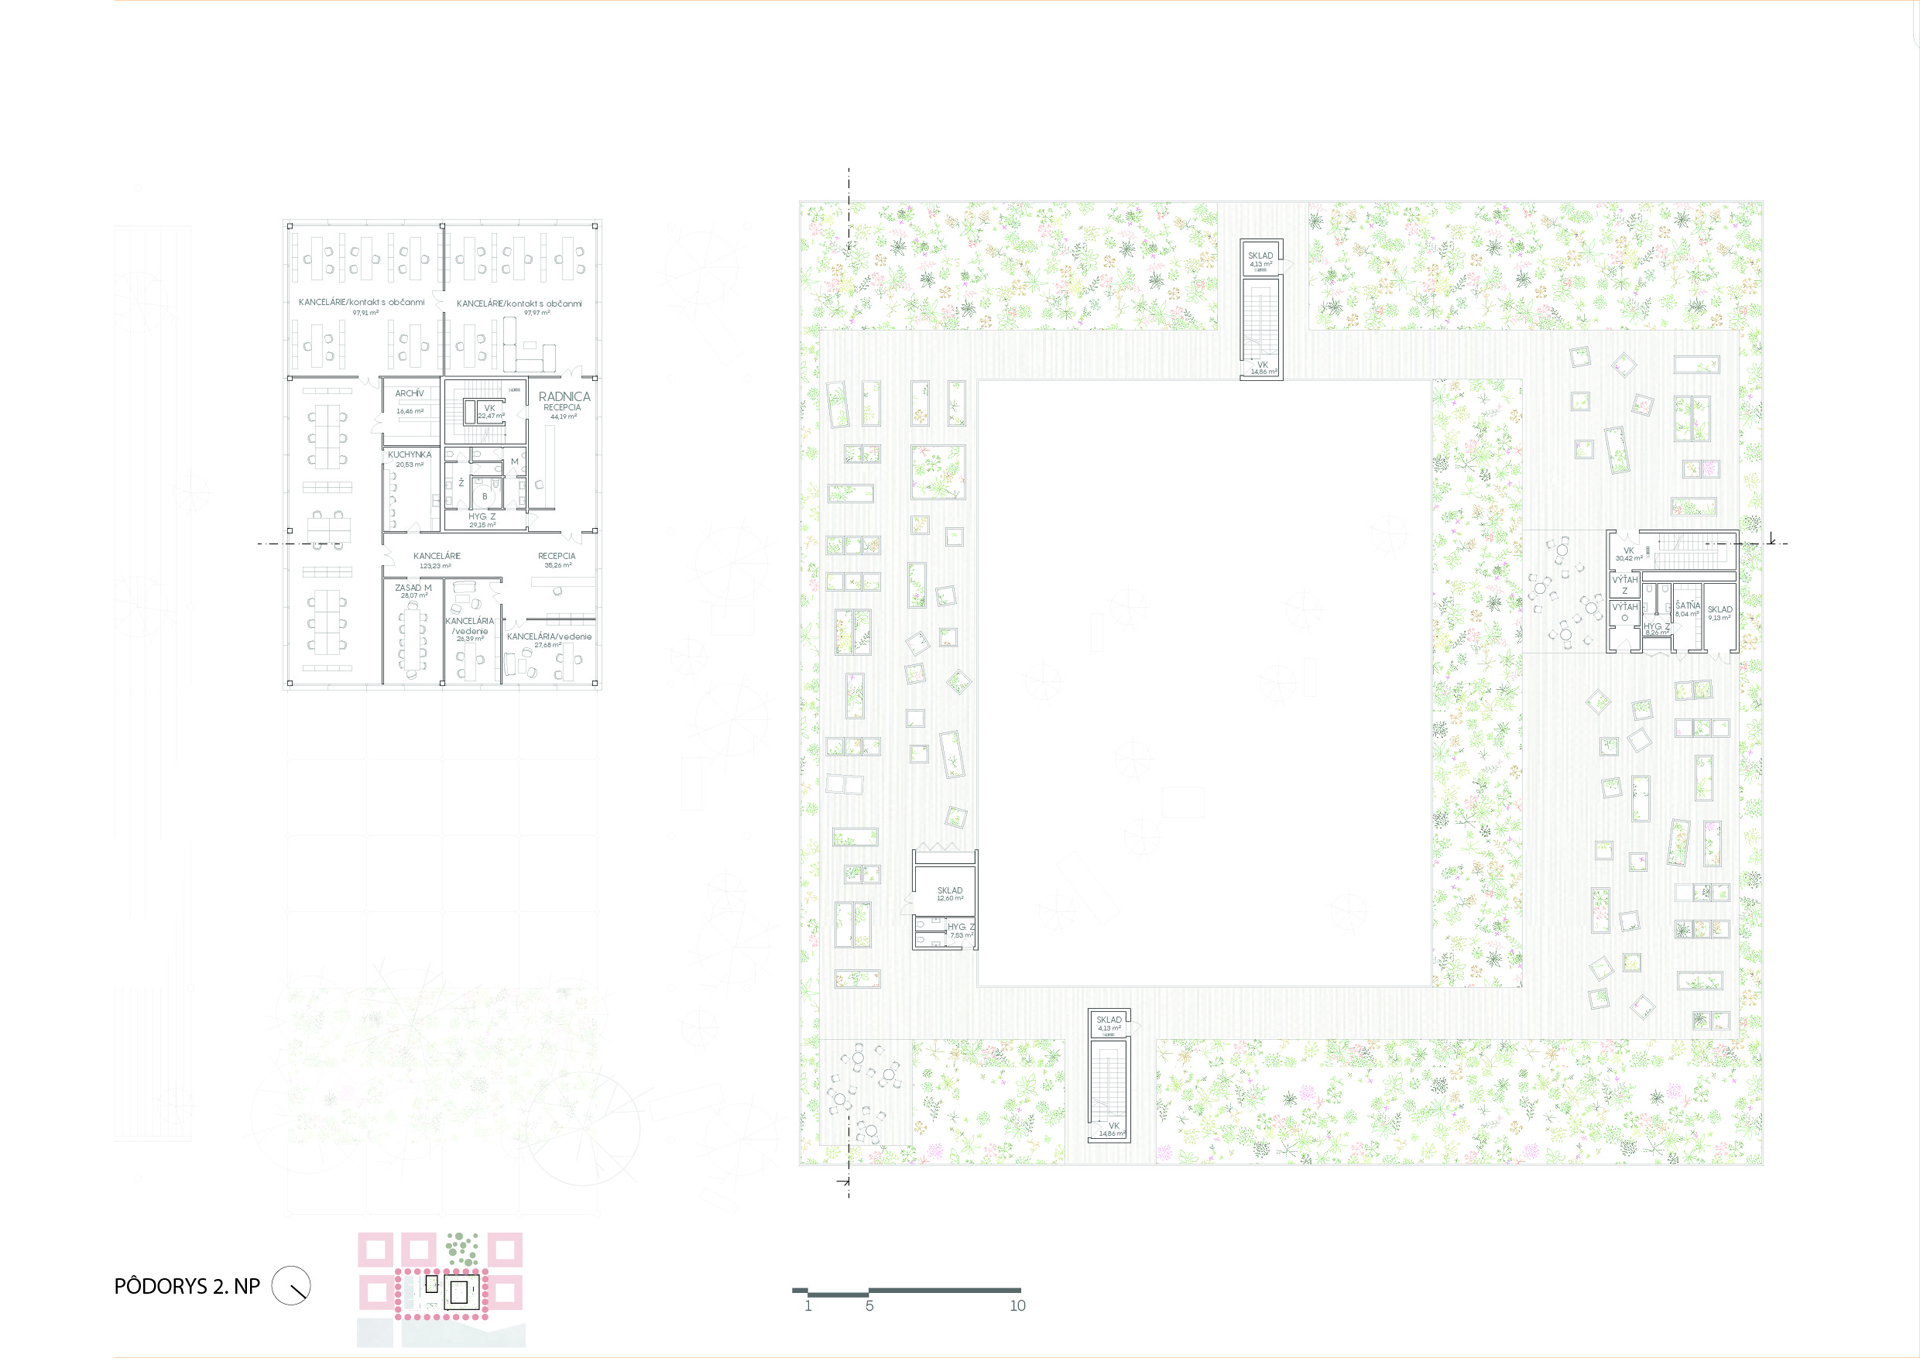 KANCELÁRIE/kontakt s občanmi
97,91 m²
KANCELÁRIE/kontakt s občanmi
97,97 m²
ARCHÍV
16,46 m²
VK
22,47 m²
RADNICA
RECEPCIA
44,19 m²
KUCHYNKA
20,53 m²
M
Ž
B
HYG. Z
29,15 m²
KANCELÁRIE
123,23 m²
RECEPCIA
35,26 m²
ZASAD. M
28,07 m²
KANCELÁRIA
/vedenie
26,39 m²
KANCELÁRIA/vedenie
27,68 m²
SKLAD
4,13 m²
VK
14,86 m²
VK
30,42 m²
VÝŤAH
Z
VÝŤAH
O
HYG. Z
8,26 m²
ŠATŇA
8,04 m²
SKLAD
9,13 m²
SKLAD
12,60 m²
HYG. Z
7,53 m²
SKLAD
4,13 m²
VK
14,86 m²
PÔDORYS 2. NP
1 5 10